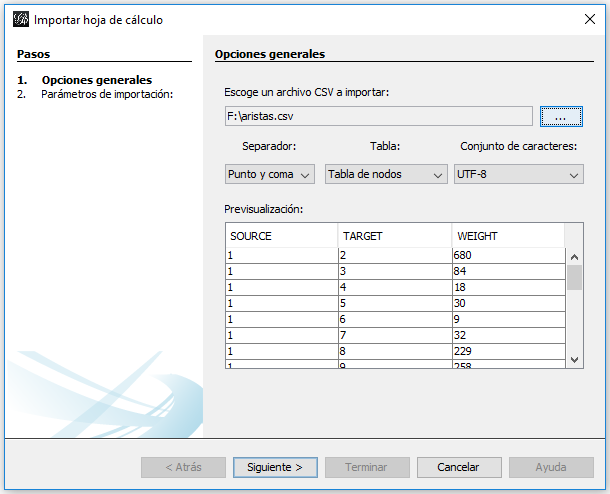 Importar hoja de cálculo
Pasos
1. Opciones generales
2. Parámetros de importación:
Opciones generales
Escoge un archivo CSV a importar:
F:\aristas.csv
...
Separador: Tabla: Conjunto de caracteres:
Punto y coma Tabla de nodos UTF-8
Previsualización:
SOURCE TARGET WEIGHT
1 2 680
1 3 84
1 4 18
1 5 30
1 6 9
1 7 32
1 8 229
1 9 258
< Atrás Siguiente > Terminar Cancelar Ayuda